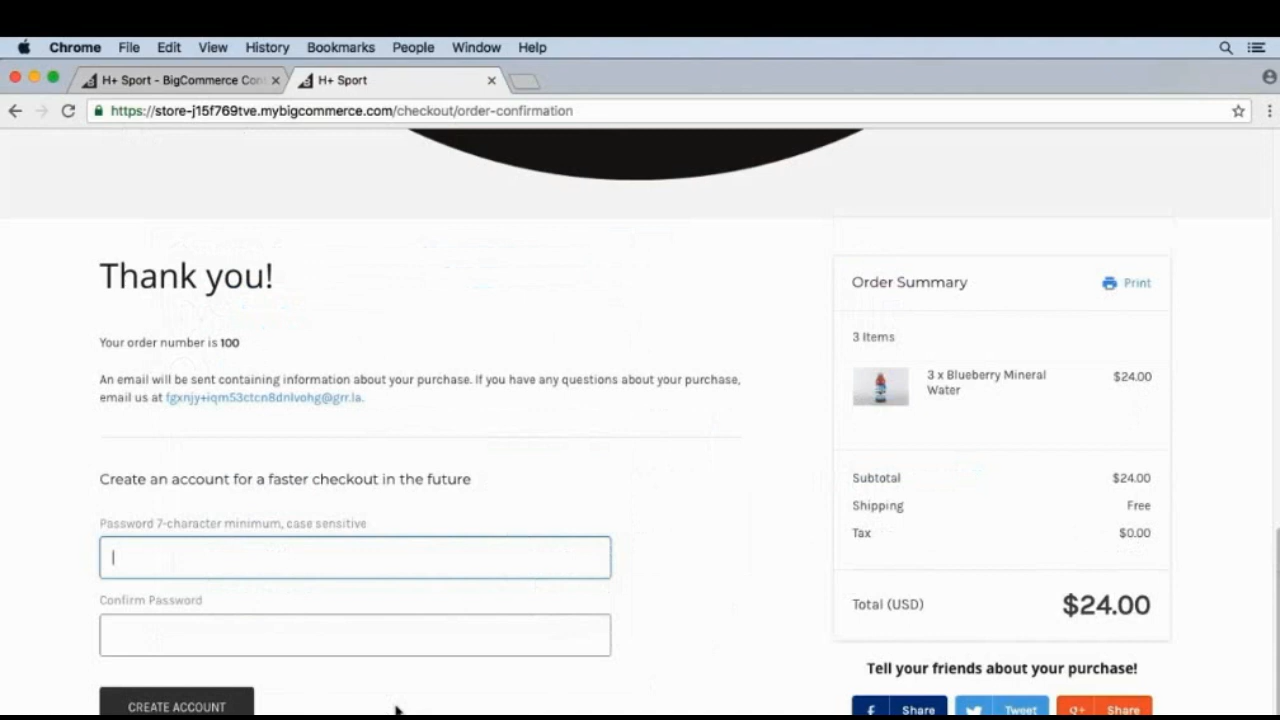 Chrome File Edit View History Bookmarks People Window Help
H+ Sport - BigCommerce Con
H+ Sport
https://store-j15f769tve.mybigcommerce.com/checkout/order-confirmation
Thank you!
Your order number is 100
An email will be sent containing information about your purchase. If you have any questions about your purchase,
email us at fgxnjy+iqm53ctcn8dnlvohg@grr.la.
Create an account for a faster checkout in the future
Password 7-character minimum, case sensitive
Confirm Password
CREATE ACCOUNT
Order Summary
Print
3 Items
3 x Blueberry Mineral
Water
$24.00
Subtotal $24.00
Shipping Free
Tax $0.00
Total (USD) $24.00
Tell your friends about your purchase!
f Share
Tweet
G+ Share